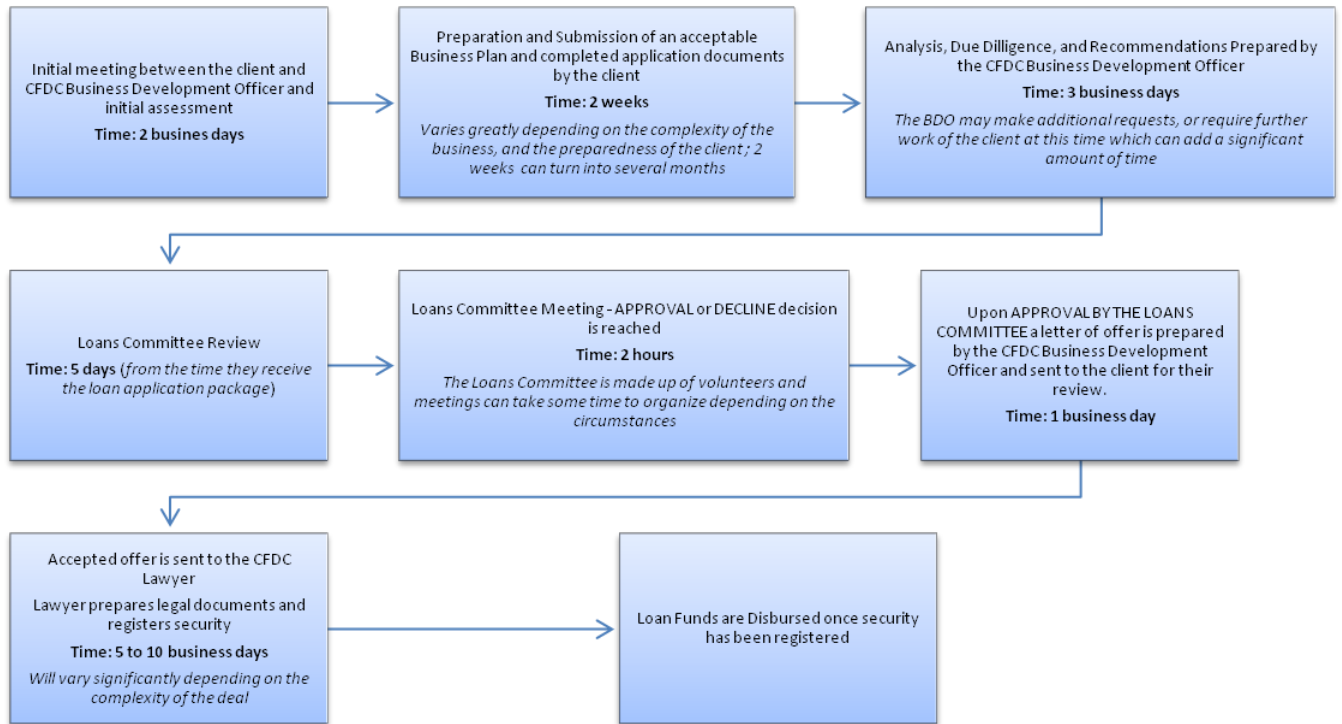 Initial meeting between the client and
CFDC Business Development Officer and
initial assessment
Time: 2 busines days
Preparation and Submission of an acceptable
Business Plan and completed application documents
by the client
Time: 2 weeks
Varies greatly depending on the complexity of the
business, and the preparedness of the client ; 2
weeks can turn into several months
Analysis, Due Dilligence, and Recommendations Prepared by
the CFDC Business Development Officer
Time: 3 business days
The BDO may make additional requests, or require further
work of the client at this time which can add a significant
amount of time
Loans Committee Review
Time: 5 days (from the time they receive
the loan application package)
Loans Committee Meeting - APPROVAL or DECLINE decision
is reached
Time: 2 hours
The Loans Committee is made up of volunteers and
meetings can take some time to organize depending on the
circumstances
Upon APPROVAL BY THE LOANS
COMMITTEE a letter of offer is prepared
by the CFDC Business Development
Officer and sent to the client for their
review.
Time: 1 business day
Accepted offer is sent to the CFDC
Lawyer
Lawyer prepares legal documents and
registers security
Time: 5 to 10 business days
Will vary significantly depending on the
complexity of the deal
Loan Funds are Disbursed once security
has been registered